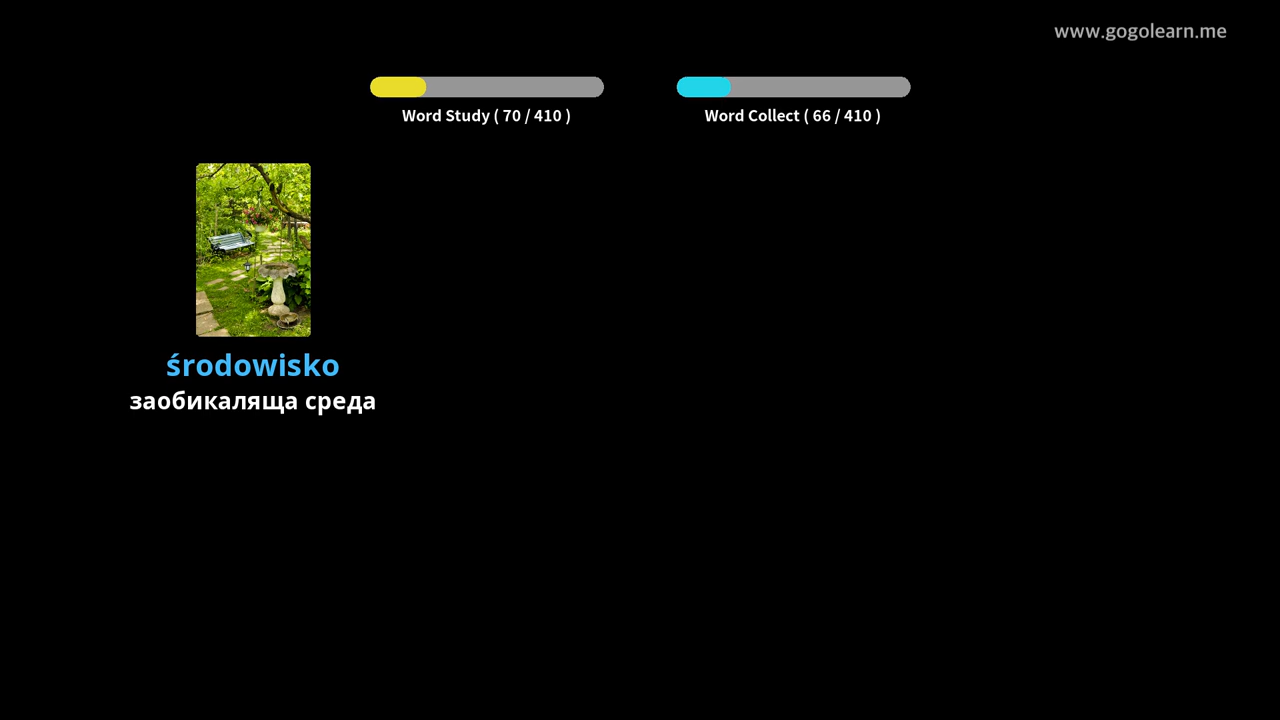 www.gogolearn.me
Word Study ( 70 / 410 )
Word Collect ( 66 / 410 )
środowisko
заобикаляща среда